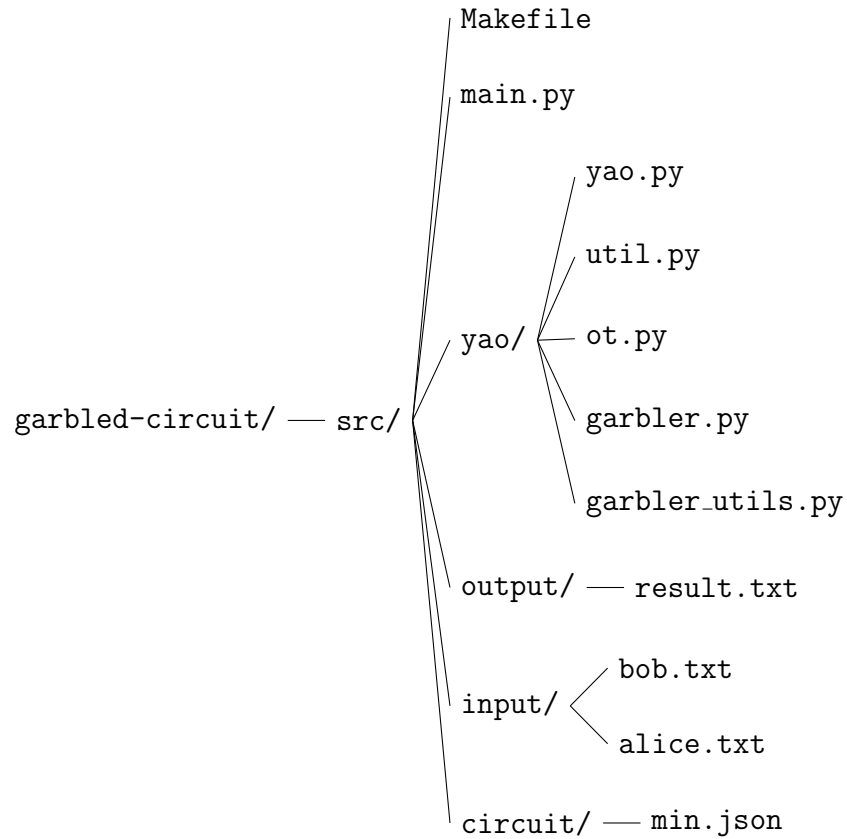 Makefile
main.py
yao.py
util.py
yao/
ot.py
garbled-circuit/
src/
garbler.py
garbler_utils.py
output/
result.txt
bob.txt
input/
alice.txt
circuit/
min.json